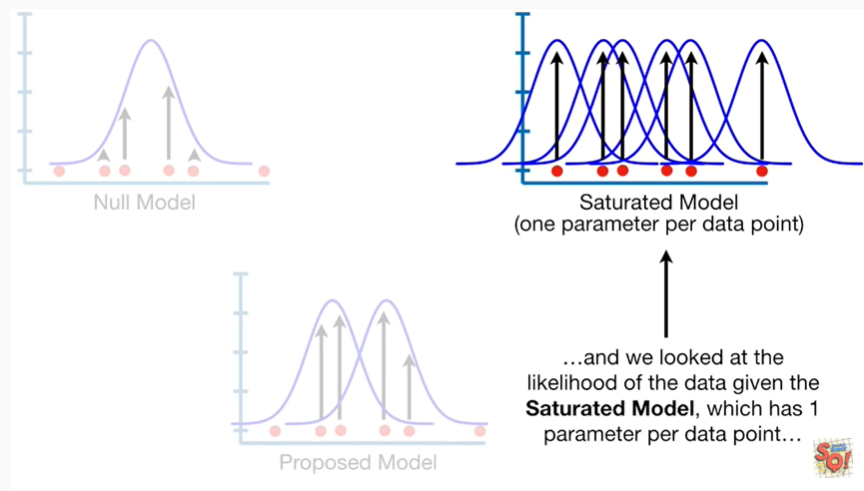 Null Model
Saturated Model
(one parameter per data point)
Proposed Model
…and we looked at the
likelihood of the data given the
Saturated Model, which has 1
parameter per data point…
SQ!